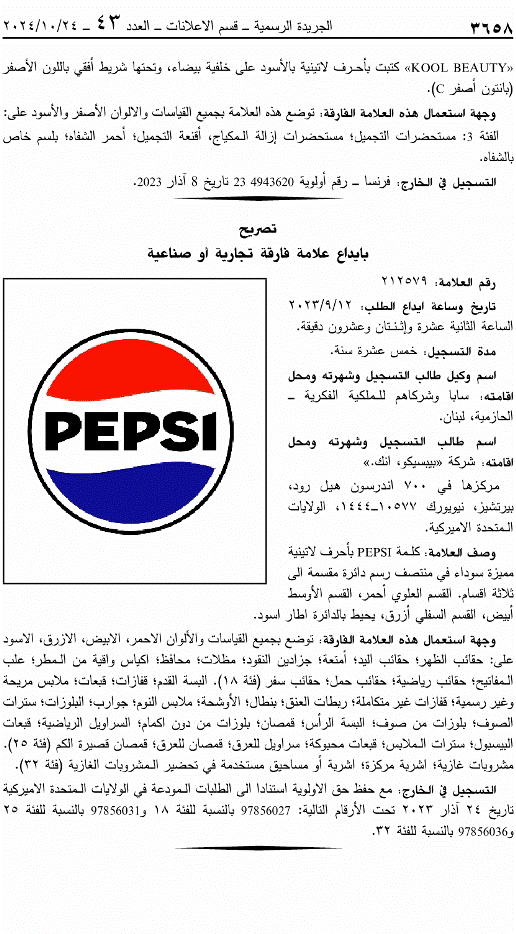 ٣٦٥٨ الجريدة الرسمية ــ قسم الاعلانات ــ العدد ٤٣ ــ ٢٠٢٤/١٠/٢٤
«KOOL BEAUTY» كتبت بأحرف لاتينية بالأسود على خلفية بيضاء، وتحتها شريط أفقي باللون الأصفر
(بانتون أصفر C).
وجهة استعمال هذه العلامة الفارقة: توضع هذه العلامة بجميع القياسات والالوان الأصفر والأسود على:
الفئة 3: مستحضرات التجميل؛ مستحضرات إزالة المكياج، أقنعة التجميل؛ أحمر الشفاه؛ بلسم خاص
بالشفاه.
التسجيل في الخارج: فرنسا ــ رقم أولوية 4943620 23 تاريخ 8 آذار 2023.
تصريح
بايداع علامة فارقة تجارية أو صناعية
رقم العلامة: ٢١٢٥٧٩
تاريخ وساعة ايداع الطلب: ٢٠٢٣/٩/١٢
الساعة الثانية عشرة وإثنتان وعشرون دقيقة.
مدة التسجيل: خمس عشرة سنة.
اسم وكيل طالب التسجيل وشهرته ومحل
اقامته: سابا وشركاهم للملكية الفكرية ــ
الحازمية، لبنان.
اسم طالب التسجيل وشهرته ومحل
اقامته: شركة «بيبسيكو، انك.»
مركزها في ٧٠٠ اندرسون هيل رود،
بيرتشيز، نيويورك ١٠٥٧٧ــ١٤٤٤، الولايات
المتحدة الاميركية.
وصف العلامة: كلمة PEPSI بأحرف لاتينية
مميزة سوداء في منتصف رسم دائرة مقسمة الى
ثلاثة اقسام. القسم العلوي أحمر، القسم الأوسط
أبيض، القسم السفلي أزرق، يحيط بالدائرة اطار اسود.
PEPSI
وجهة استعمال هذه العلامة الفارقة: توضع بجميع القياسات والألوان الاحمر، الابيض، الازرق، الاسود
على: حقائب الظهر؛ حقائب اليد؛ أمتعة؛ جزادين النقود؛ مظلات؛ محافظ؛ اكياس واقية من المطر؛ علب
المفاتيح؛ حقائب رياضية؛ حقائب حمل؛ حقائب سفر (فئة ١٨). البسة القدم؛ قفازات؛ قبعات؛ ملابس مريحة
وغير رسمية؛ قفازات غير متكاملة؛ ربطات العنق؛ بنطال؛ الأوشحة؛ ملابس النوم؛ جوارب؛ البلوزات؛ سترات
الصوف؛ بلوزات من صوف؛ البسة الرأس؛ قمصان؛ بلوزات من دون اكمام؛ السراويل الرياضية؛ قبعات
البيسبول؛ سترات الملابس؛ قبعات محبوكة؛ سراويل للعرق؛ قمصان للعرق؛ قمصان قصيرة الكم (فئة ٢٥).
مشروبات غازية؛ اشربة مركزة؛ اشربة أو مساحيق مستخدمة في تحضير المشروبات الغازية (فئة ٣٢).
التسجيل في الخارج: مع حفظ حق الاولوية استنادا الى الطلبات المودعة في الولايات المتحدة الاميركية
تاريخ ٢٤ آذار ٢٠٢٣ تحت الأرقام التالية: 97856027 بالنسبة للفئة ١٨ و97856031 بالنسبة للفئة ٢٥
و97856036 بالنسبة للفئة ٣٢.